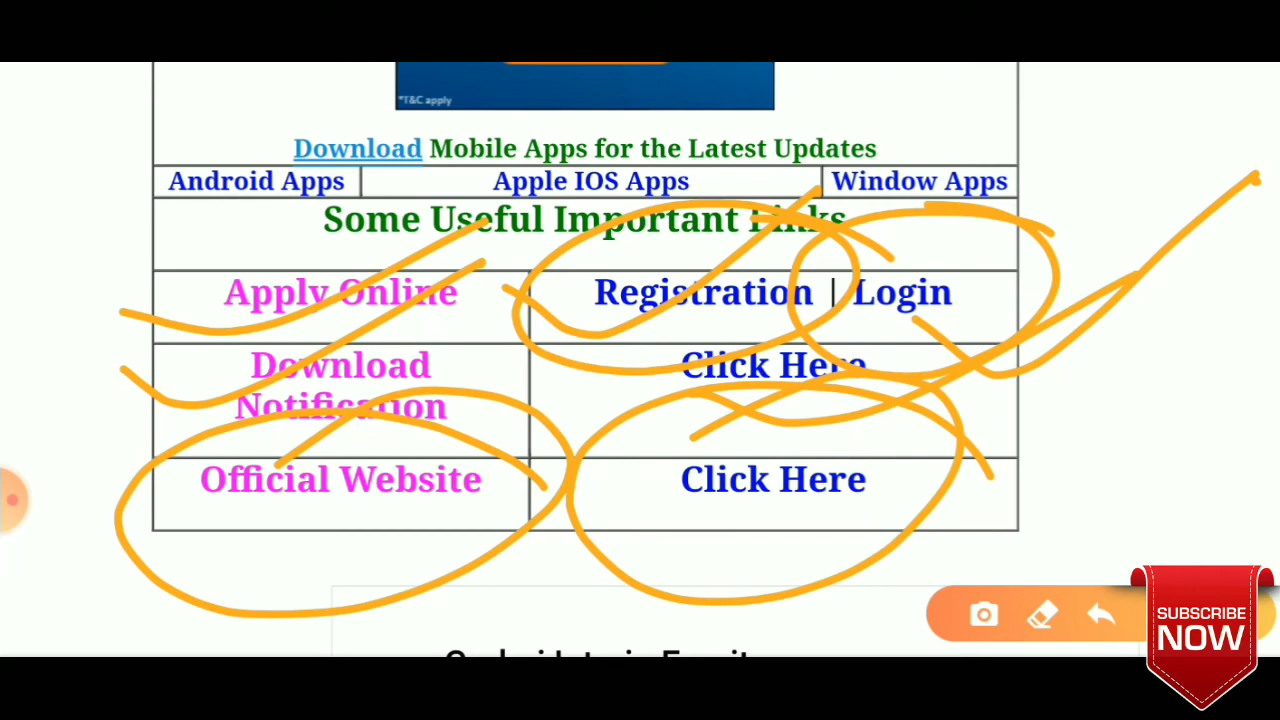 *T&C apply
Download Mobile Apps for the Latest Updates
Android Apps Apple IOS Apps Window Apps
Some Useful Important Links
Apply Online Registration | Login
Download Notification Click Here
Official Website Click Here
SUBSCRIBE
NOW